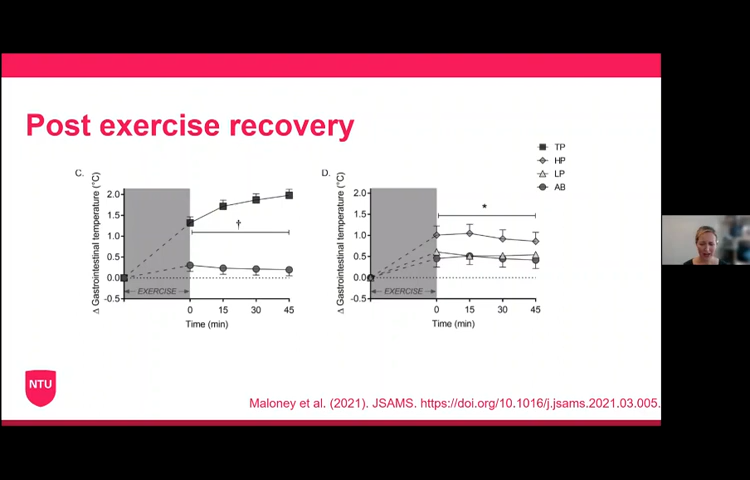 Post exercise recovery
C.
Δ Gastrointestinal temperature (°C)
2.0
1.5
1.0
0.5
0.0
-0.5
EXERCISE
†
0 15 30 45
Time (min)
D.
Δ Gastrointestinal temperature (°C)
2.0
1.5
1.0
0.5
0.0
-0.5
EXERCISE
*
0 15 30 45
Time (min)
TP
HP
LP
AB
NTU
Maloney et al. (2021). JSAMS. https://doi.org/10.1016/j.jsams.2021.03.005.